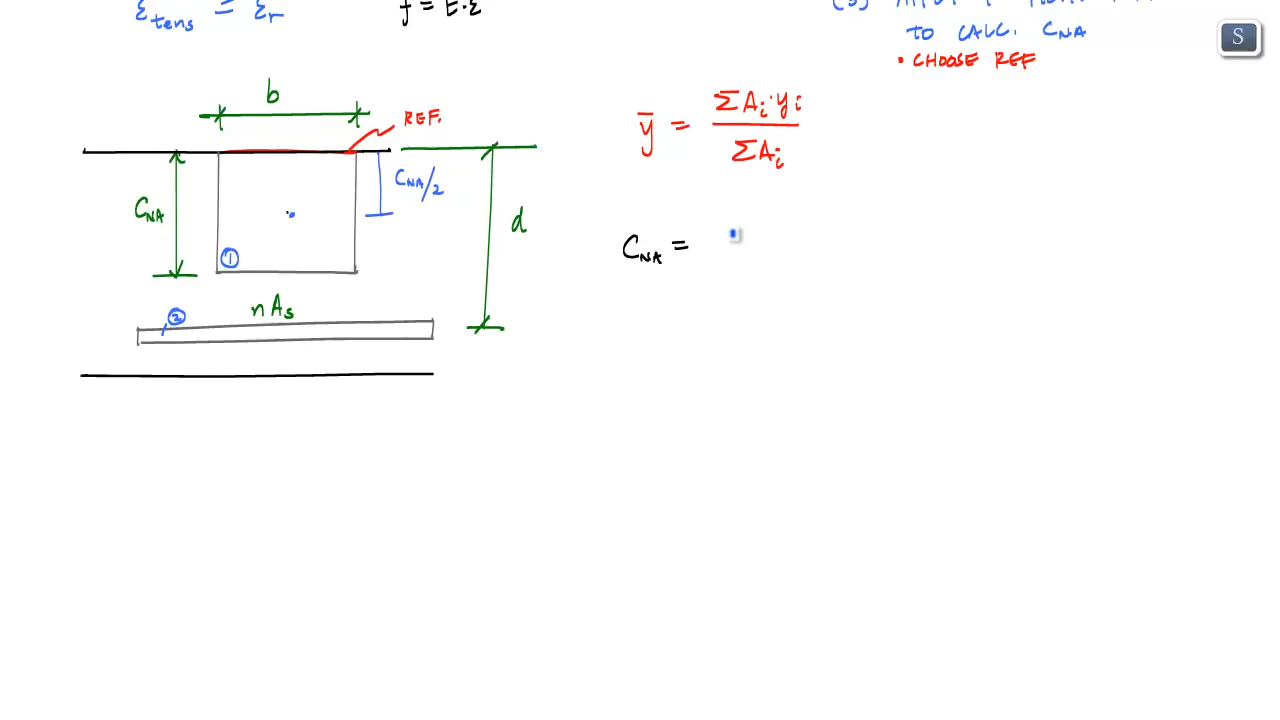 ε_tens = ε_r
f = E·ε
TO CALC. C_NA
• CHOOSE REF
S
b
REF.
ȳ = ΣA_i·y_i / ΣA_i
C_NA
C_NA/2
d
C_NA =
①
nA_s
②